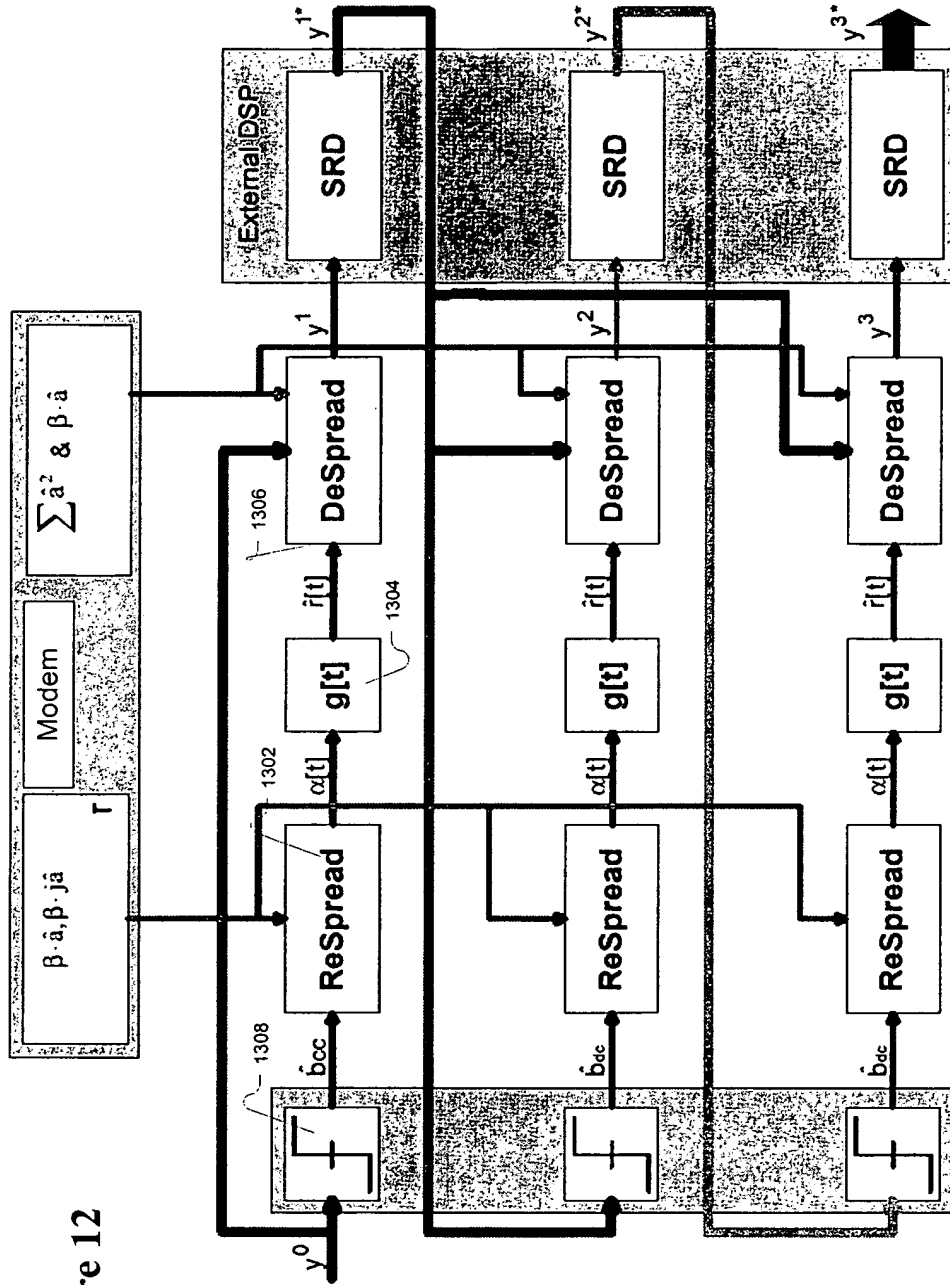 re 12
β·â, β·jâ
τ
Modem
∑ â² & β·â
External DSP
y⁰
1308
b̂cc
ReSpread
1302
α[t]
g[t]
1304
r̂[t]
1306
DeSpread
y¹
SRD
y¹*
b̂dc
ReSpread
α[t]
g[t]
r̂[t]
DeSpread
y²
SRD
y²*
b̂dc
ReSpread
α[t]
g[t]
r̂[t]
DeSpread
y³
SRD
y³*